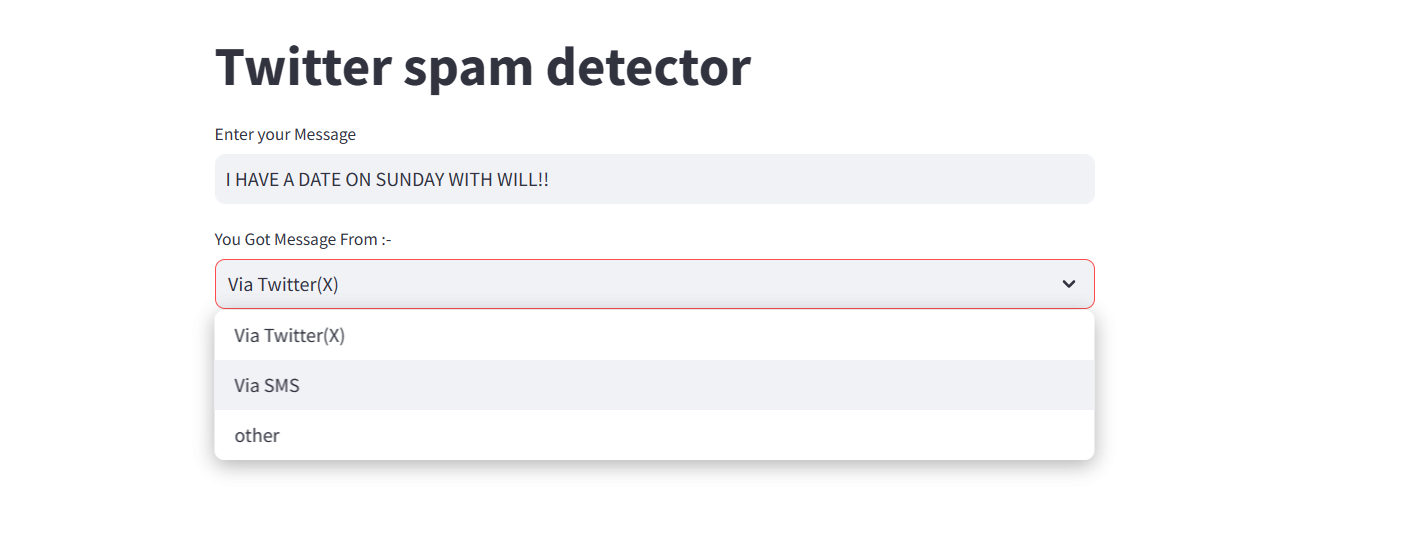 Twitter spam detector
Enter your Message
I HAVE A DATE ON SUNDAY WITH WILL!!
You Got Message From :-
Via Twitter(X)
Via Twitter(X)
Via SMS
other